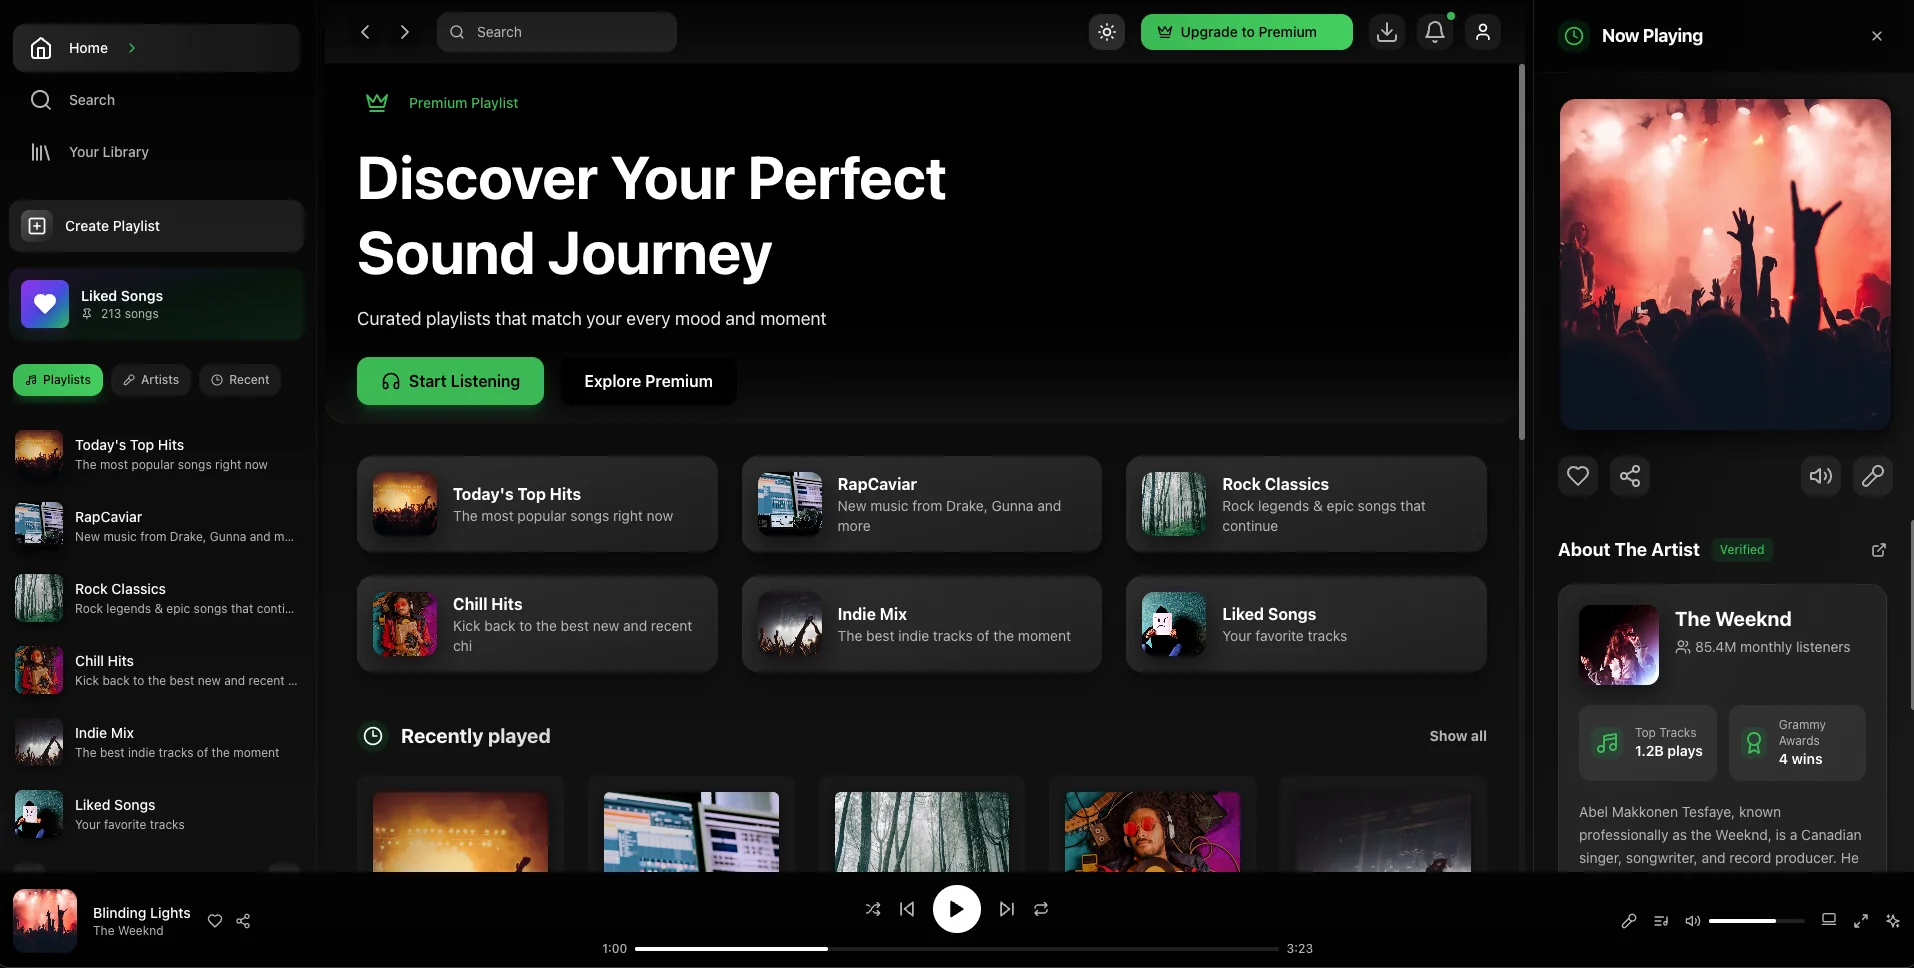 Home
Search
Your Library
Create Playlist
Liked Songs
213 songs
Playlists
Artists
Recent
Today's Top Hits
The most popular songs right now
RapCaviar
New music from Drake, Gunna and m...
Rock Classics
Rock legends & epic songs that conti...
Chill Hits
Kick back to the best new and recent ...
Indie Mix
The best indie tracks of the moment
Liked Songs
Your favorite tracks
Search
Upgrade to Premium
Premium Playlist
Discover Your Perfect
Sound Journey
Curated playlists that match your every mood and moment
Start Listening
Explore Premium
Today's Top Hits
The most popular songs right now
RapCaviar
New music from Drake, Gunna and
more
Rock Classics
Rock legends & epic songs that
continue
Chill Hits
Kick back to the best new and recent
chi
Indie Mix
The best indie tracks of the moment
Liked Songs
Your favorite tracks
Recently played
Show all
Now Playing
About The Artist
Verified
The Weeknd
85.4M monthly listeners
Top Tracks
1.2B plays
Grammy
Awards
4 wins
Abel Makkonen Tesfaye, known
professionally as the Weeknd, is a Canadian
singer, songwriter, and record producer. He
Blinding Lights
The Weeknd
1:00
3:23